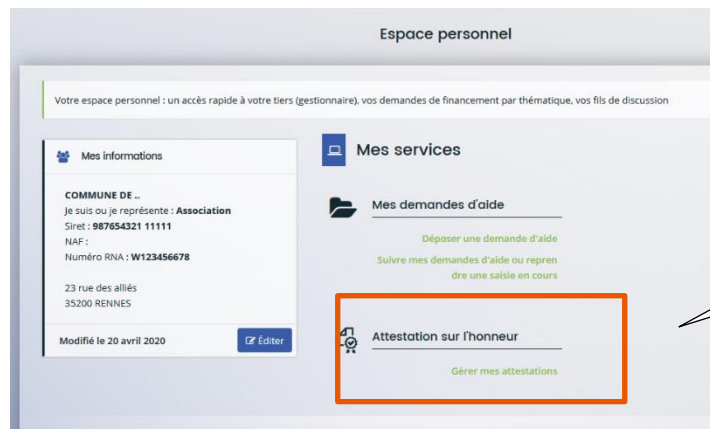 Espace personnel
Votre espace personnel : un accès rapide à votre tiers (gestionnaire), vos demandes de financement par thématique, vos fils de discussion
Mes informations
COMMUNE DE ..
Je suis ou je représente : Association
Siret : 987654321 11111
NAF :
Numéro RNA : W123456678
23 rue des alliés
35200 RENNES
Modifié le 20 avril 2020
Éditer
Mes services
Mes demandes d'aide
Déposer une demande d'aide
Suivre mes demandes d'aide ou repren
dre une saisie en cours
Attestation sur l'honneur
Gérer mes attestations